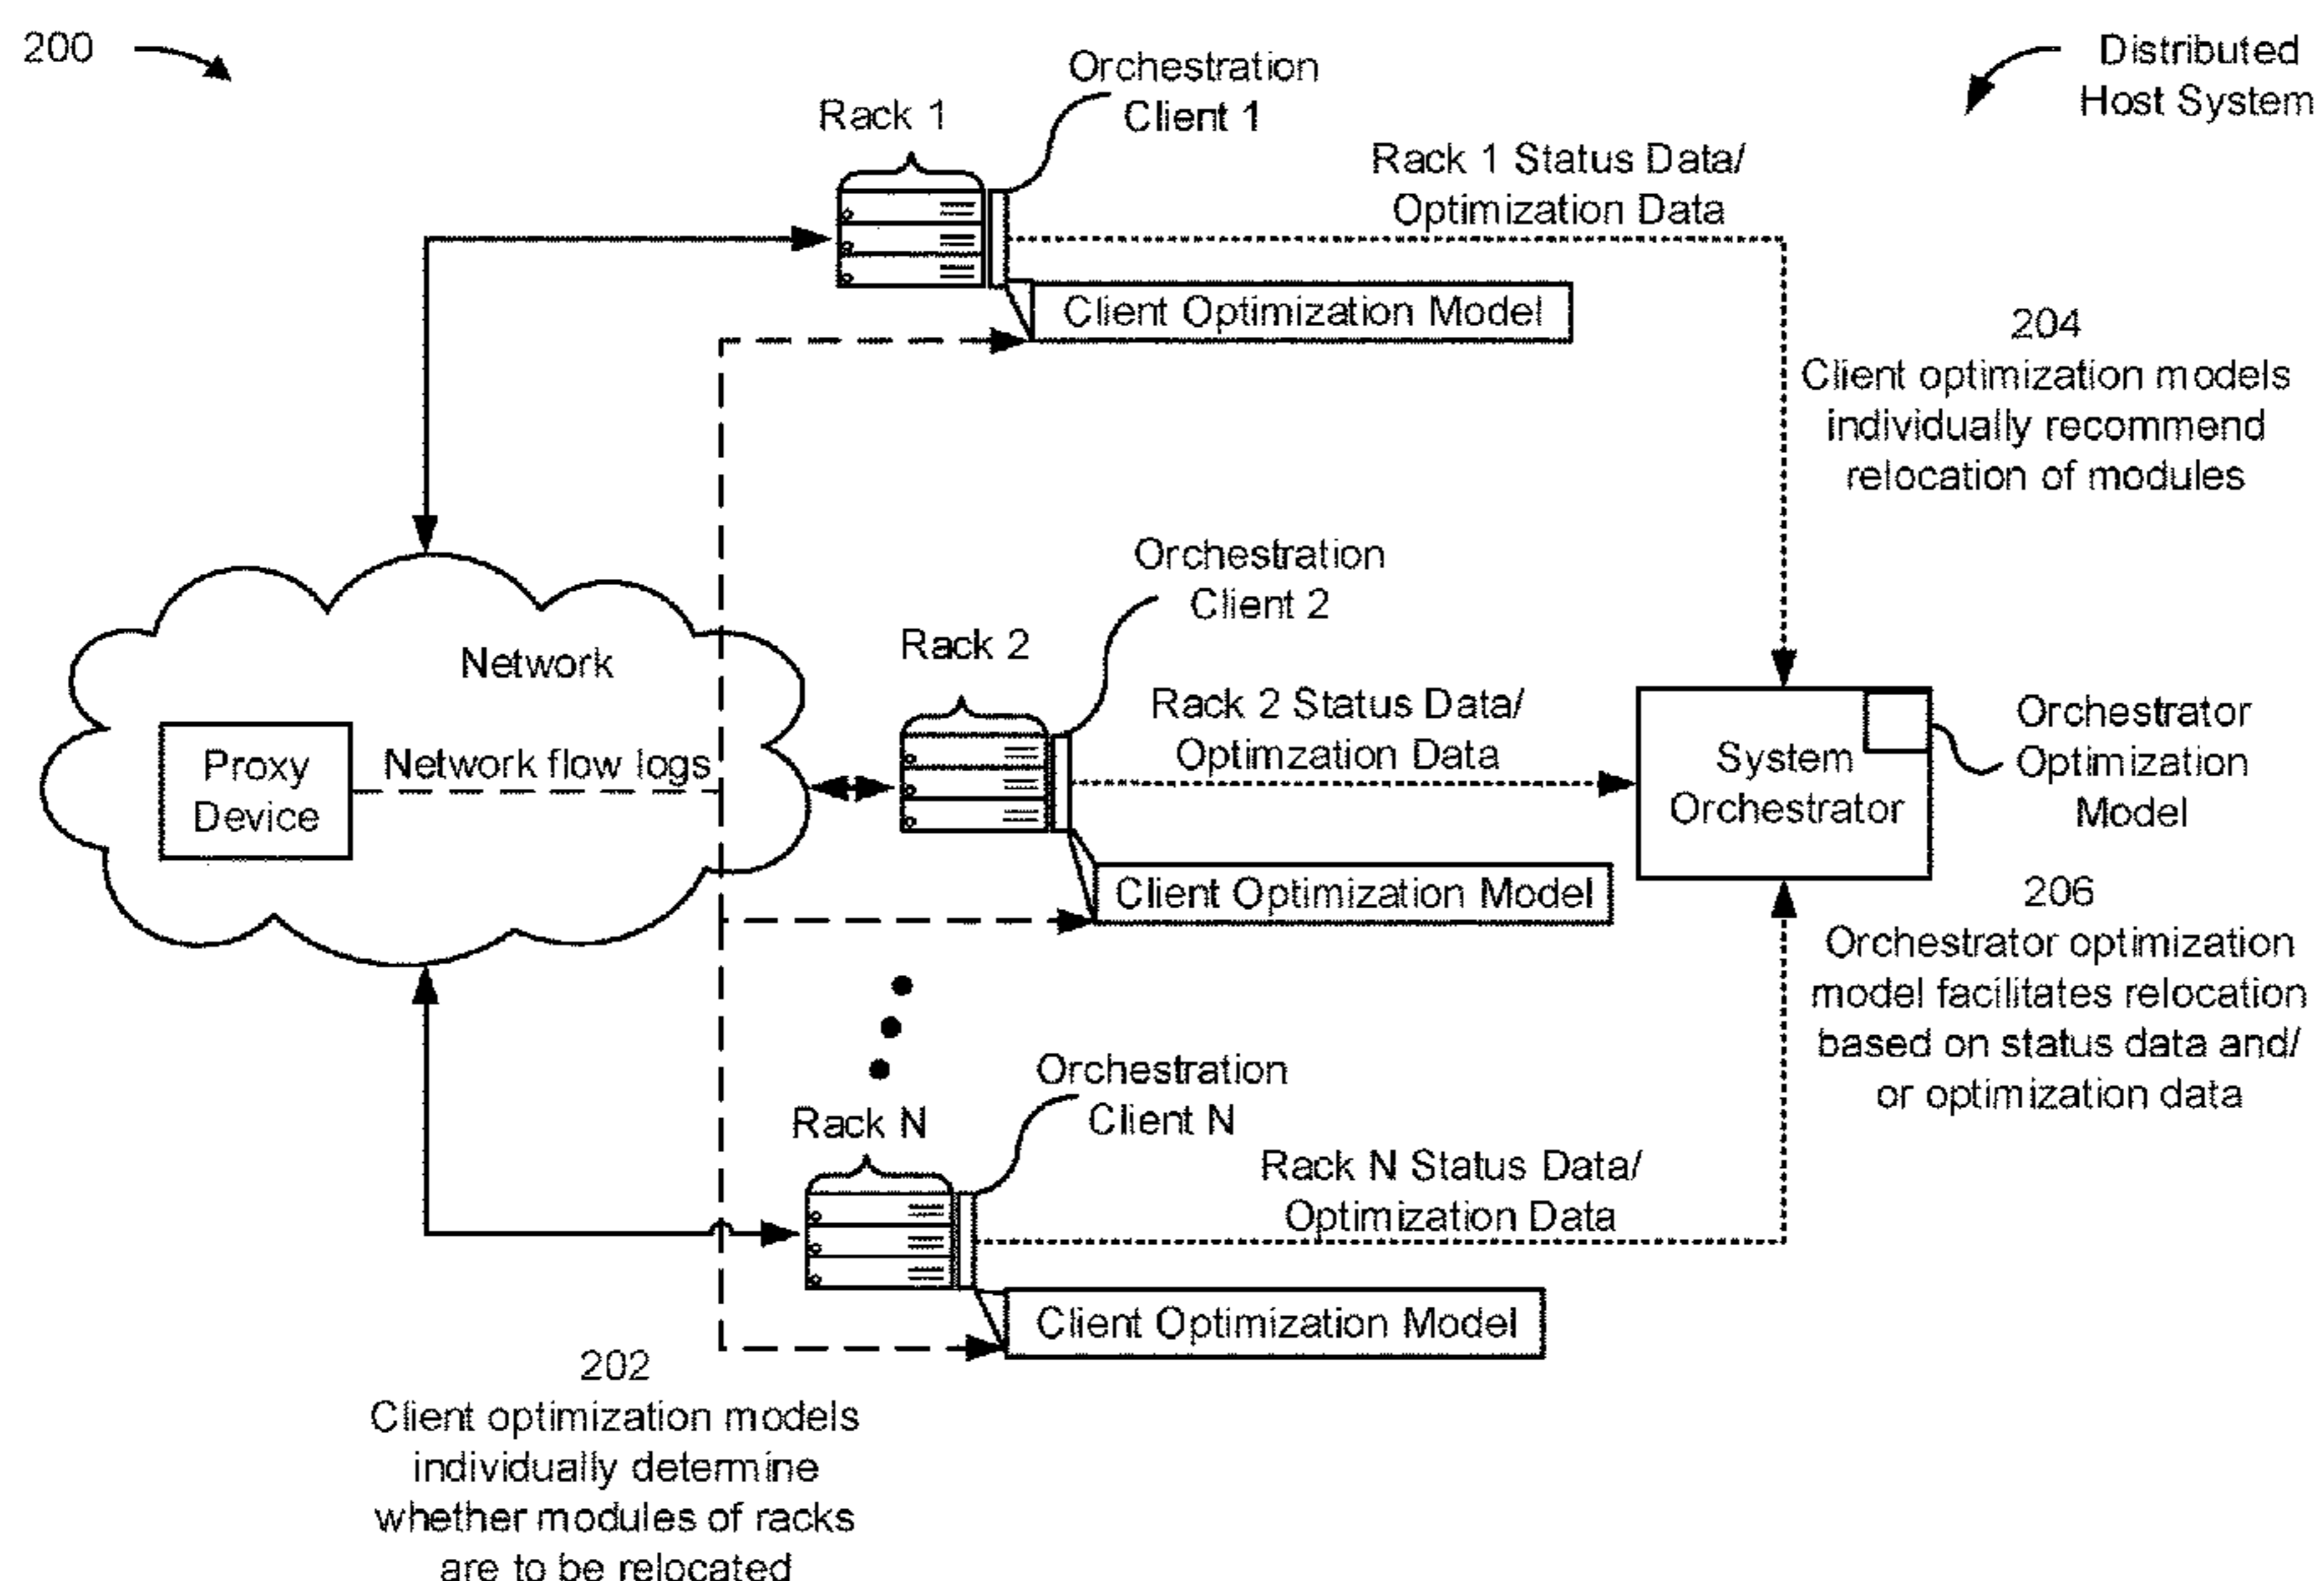 200
Distributed
Host System
Orchestration
Client 1
Rack 1
Rack 1 Status Data/
Optimization Data
Client Optimization Model
204
Client optimization models
individually recommend
relocation of modules
Orchestration
Client 2
Rack 2
Network
Rack 2 Status Data/
Optimzation Data
Proxy
Device
Network flow logs
System
Orchestrator
Orchestrator
Optimization
Model
Client Optimization Model
206
Orchestrator optimization
model facilitates relocation
based on status data and/
or optimization data
Orchestration
Client N
Rack N
Rack N Status Data/
Optimization Data
Client Optimization Model
202
Client optimization models
individually determine
whether modules of racks
are to be relocated